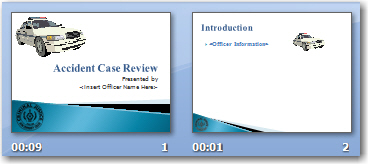 Accident Case Review
Presented by
<Insert Officer Name Here>
00:09
1
Introduction
<Officer Information>
00:01
2